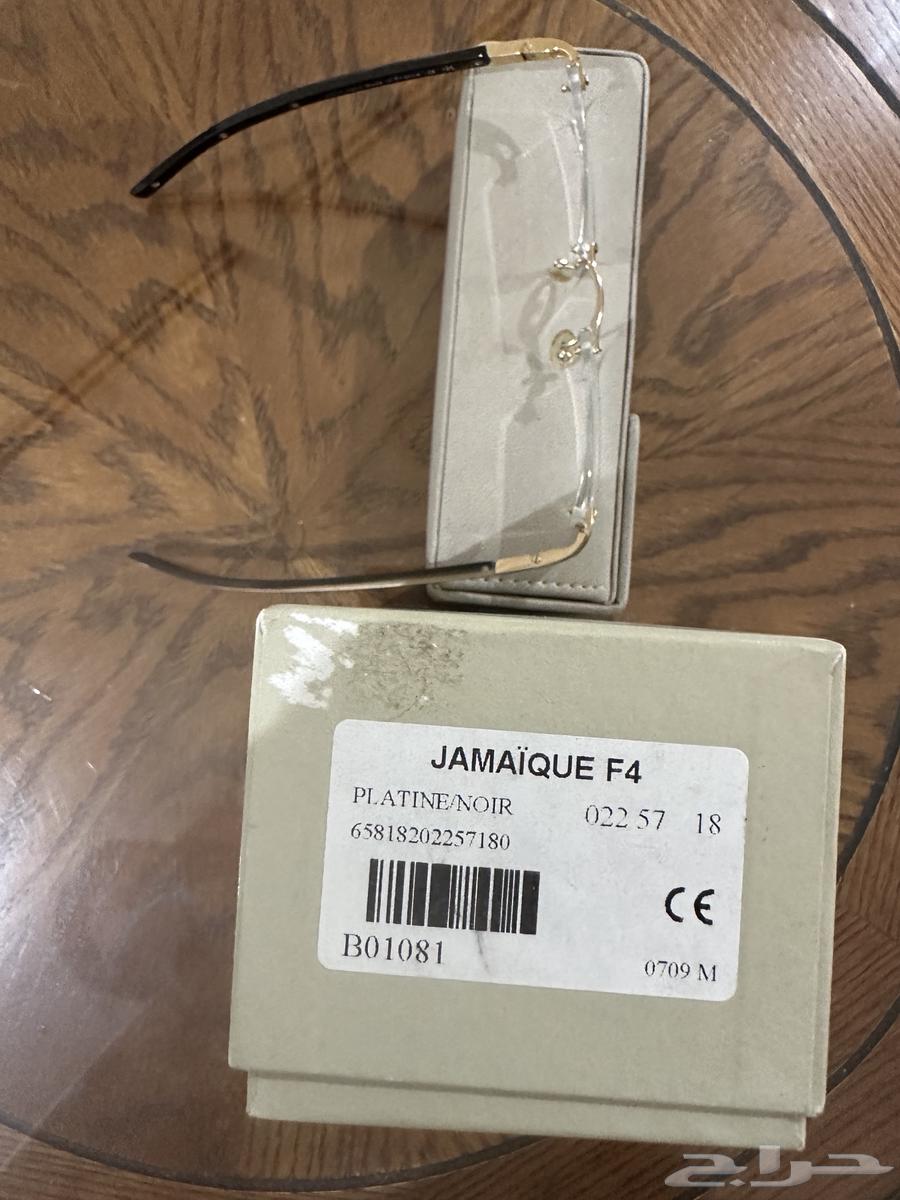 JAMAÏQUE F4
PLATINE/NOIR 022 57 18
65818202257180
CE
B01081
0709 M
حراج